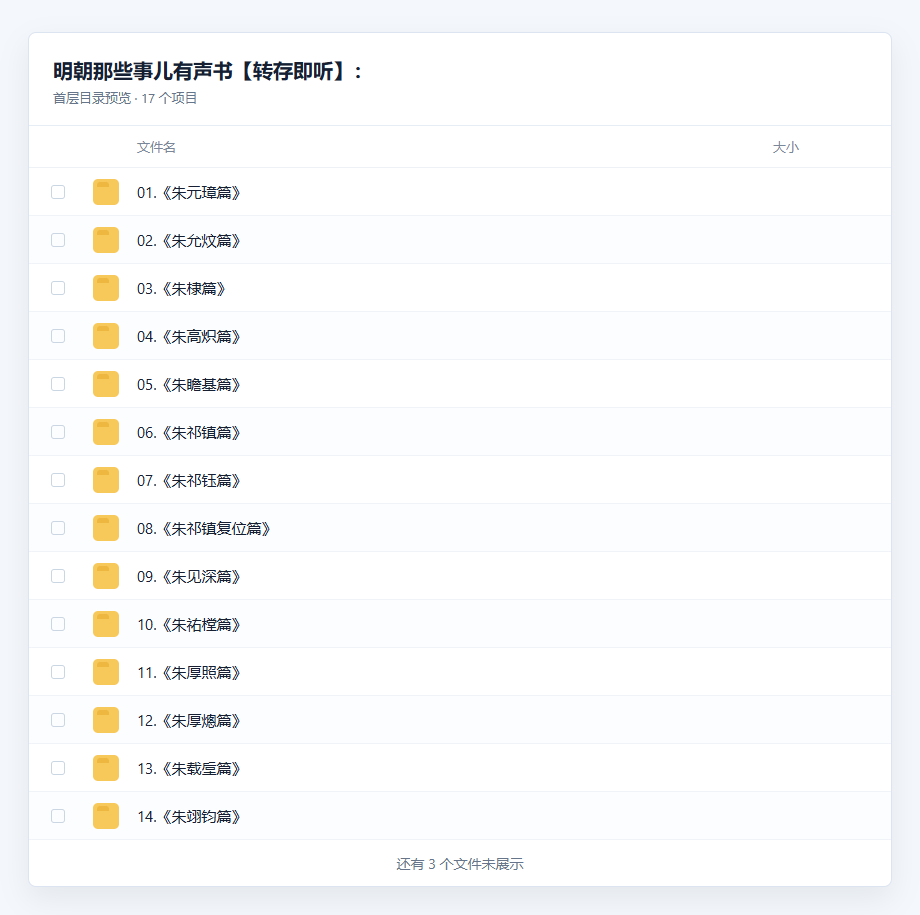 明朝那些事儿有声书【转存即听】:
首层目录预览 · 17 个项目
文件名 大小
01.《朱元璋篇》
02.《朱允炆篇》
03.《朱棣篇》
04.《朱高炽篇》
05.《朱瞻基篇》
06.《朱祁镇篇》
07.《朱祁钰篇》
08.《朱祁镇复位篇》
09.《朱见深篇》
10.《朱祐樘篇》
11.《朱厚照篇》
12.《朱厚熜篇》
13.《朱载垕篇》
14.《朱翊钧篇》
还有 3 个文件未展示